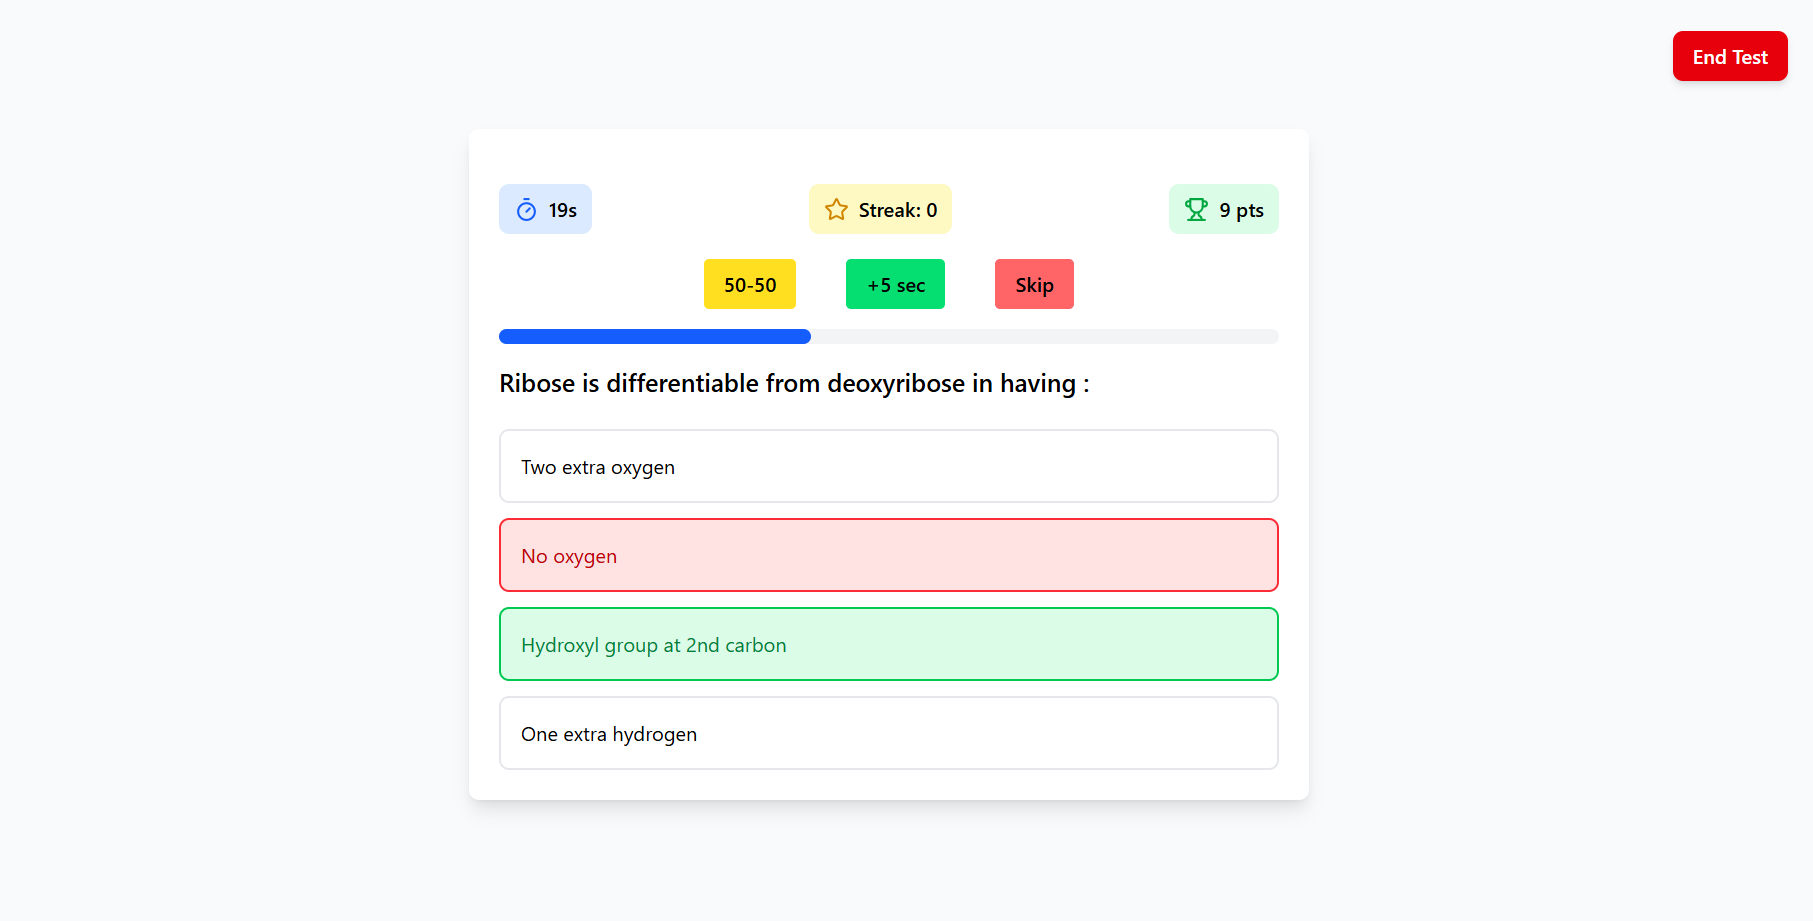 End Test
19s
Streak: 0
9 pts
50-50
+5 sec
Skip
Ribose is differentiable from deoxyribose in having :
Two extra oxygen
No oxygen
Hydroxyl group at 2nd carbon
One extra hydrogen